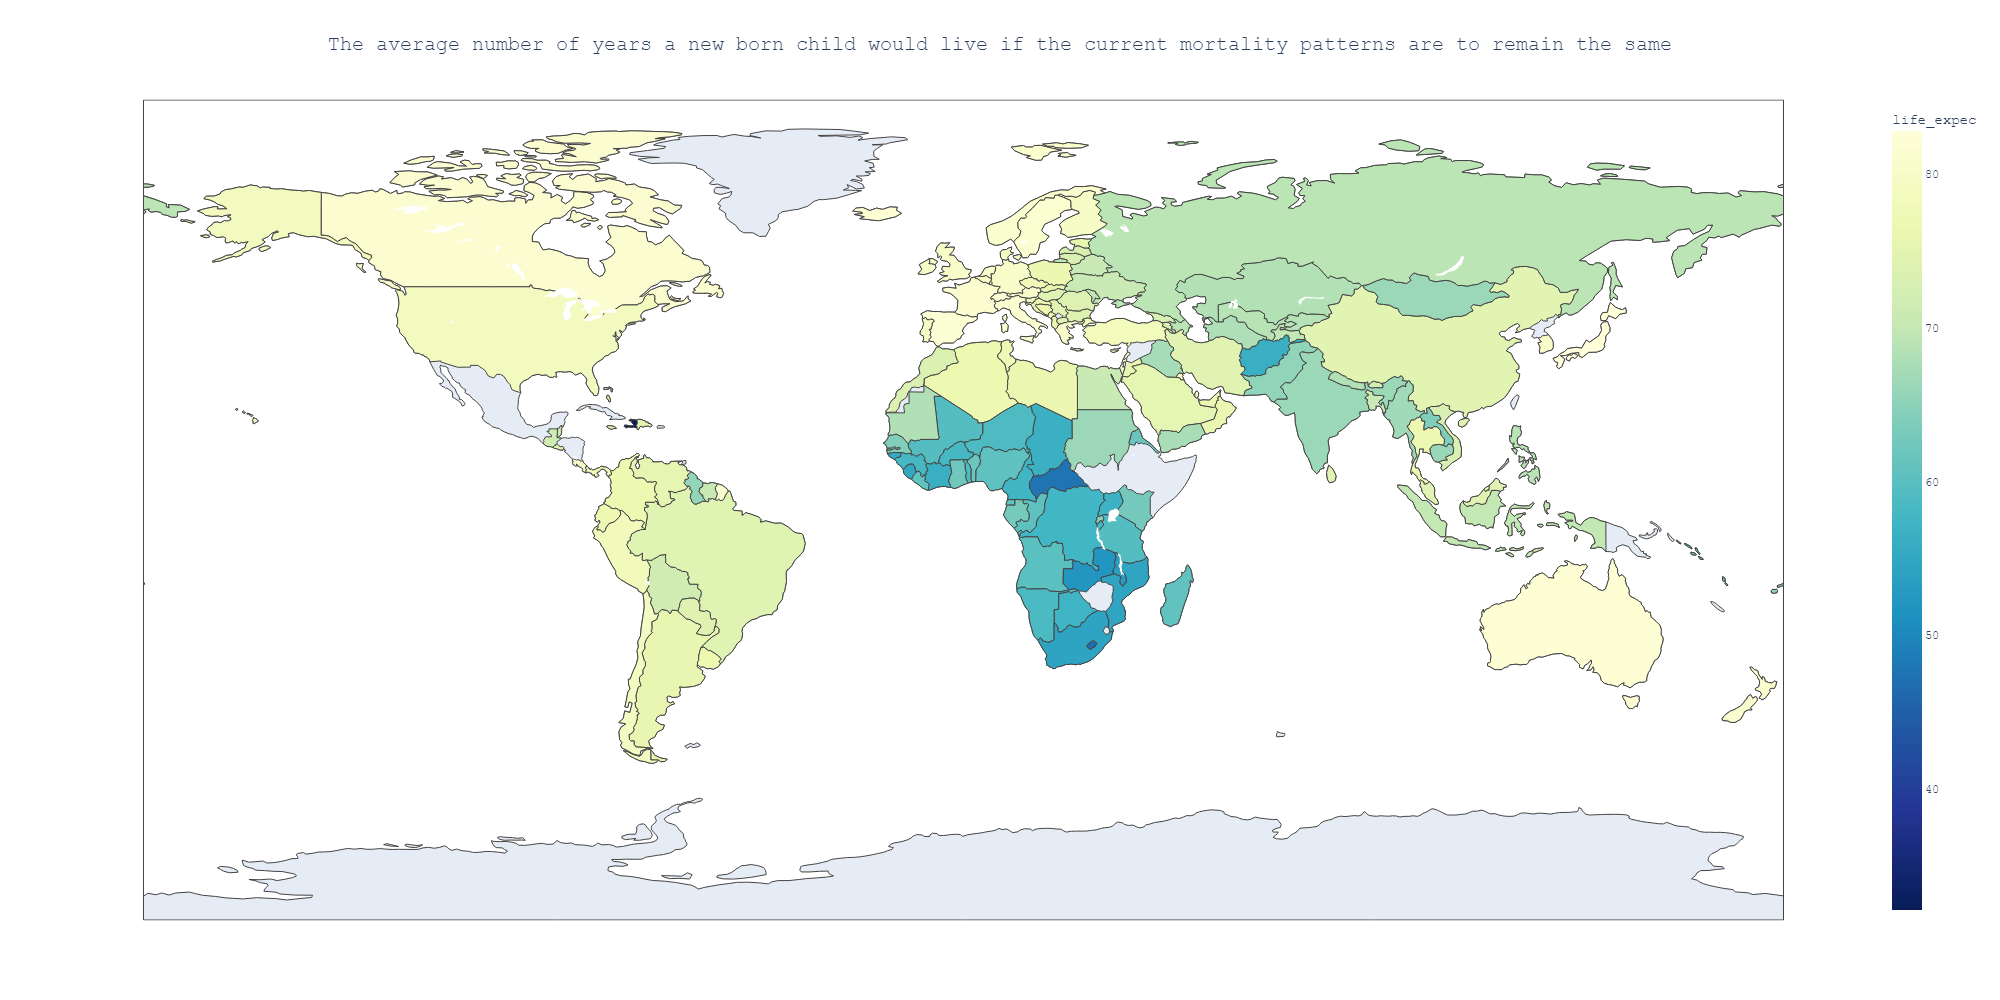 The average number of years a new born child would live if the current mortality patterns are to remain the same
life_expec
80
70
60
50
40